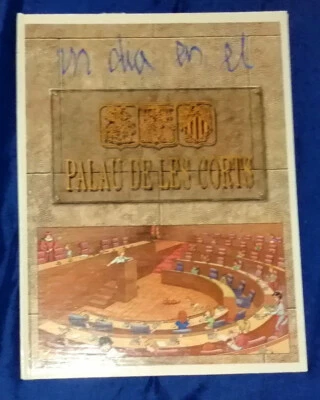 un dia en el
PALAU DE LES CORTS